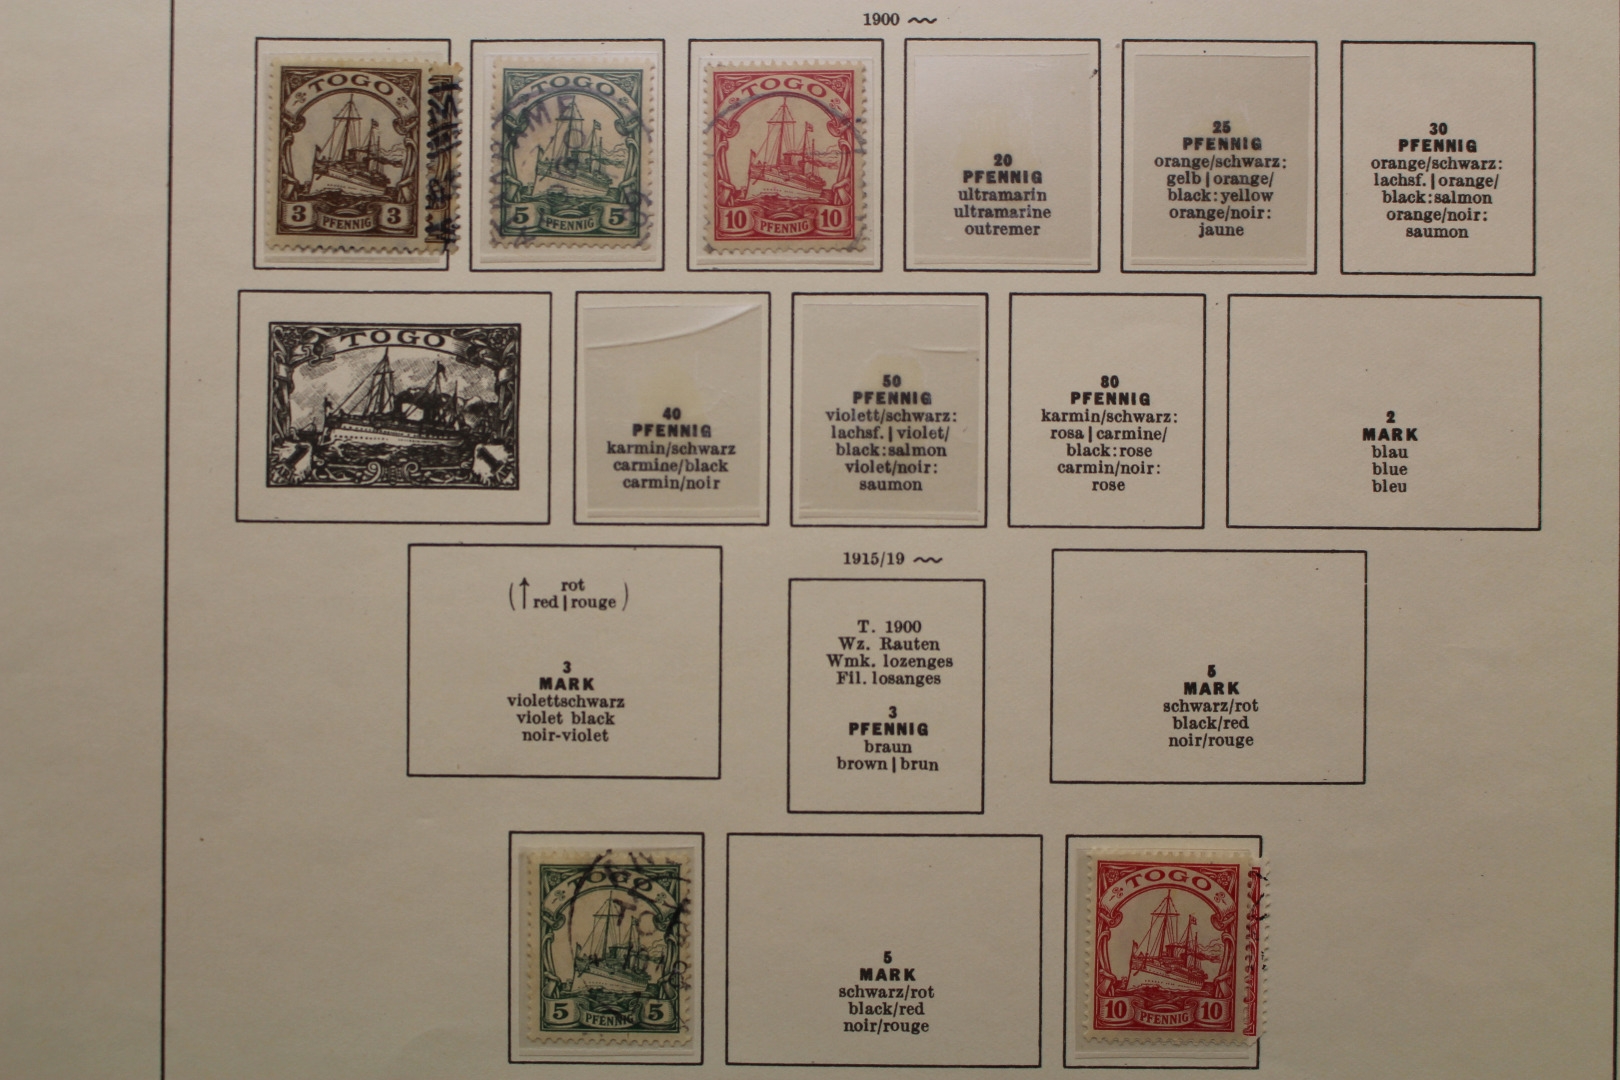 1900
TOGO
3 3
PFENNIG
TOGO
5 5
PFENNIG
TOGO
10 10
PFENNIG
20
PFENNIG
ultramarin
ultramarine
outremer
25
PFENNIG
orange/schwarz:
gelb | orange/
black: yellow
orange/noir:
jaune
30
PFENNIG
orange/schwarz:
lachsf. | orange/
black: salmon
orange/noir:
saumon
TOGO
40
PFENNIG
karmin/schwarz
carmine/black
carmin/noir
50
PFENNIG
violett/schwarz:
lachsf. | violet/
black: salmon
violet/noir:
saumon
80
PFENNIG
karmin/schwarz:
rosa | carmine/
black: rose
carmin/noir:
rose
2
MARK
blau
blue
bleu
(↑ rot
red | rouge)
3
MARK
violettschwarz
violet black
noir-violet
1915/19
T. 1900
Wz. Rauten
Wmk. lozenges
Fil. losanges
3
PFENNIG
braun
brown | brun
5
MARK
schwarz/rot
black/red
noir/rouge
TOGO
5 5
PFENNIG
5
MARK
schwarz/rot
black/red
noir/rouge
TOGO
10 10
PFENNIG